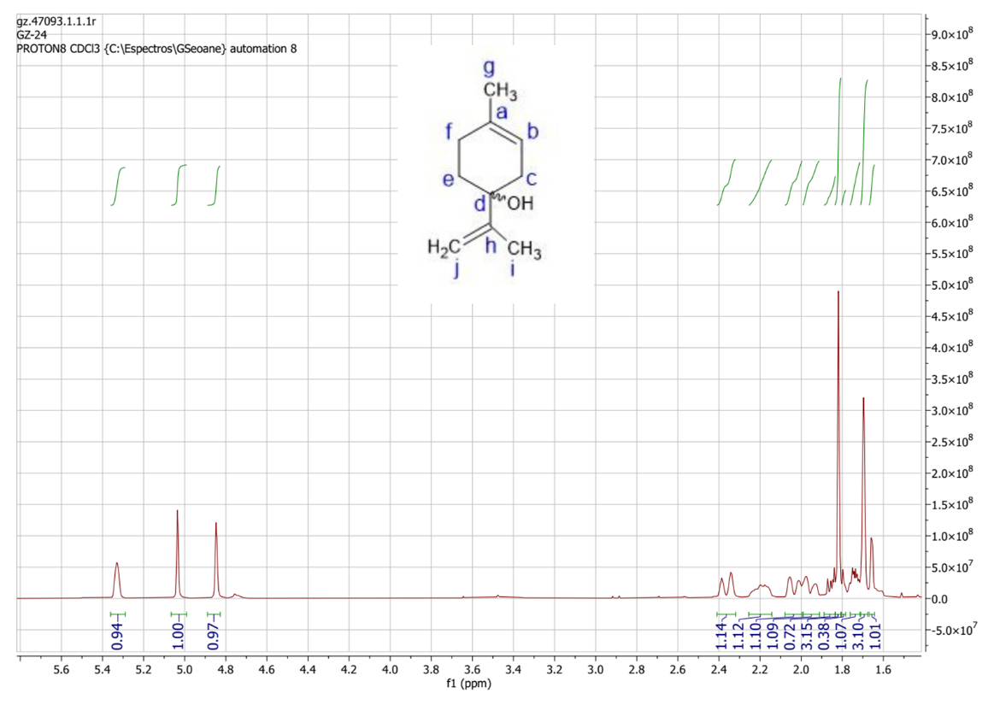 gz.47093.1.1.1r
GZ-24
PROTON8 CDCl3 {C:\Espectros\GSeoane} automation 8
g
CH3
a
f
b
e
c
d
OH
H2C
h
CH3
j
i
9.0×10^8
8.5×10^8
8.0×10^8
7.5×10^8
7.0×10^8
6.5×10^8
6.0×10^8
5.5×10^8
5.0×10^8
4.5×10^8
4.0×10^8
3.5×10^8
3.0×10^8
2.5×10^8
2.0×10^8
1.5×10^8
1.0×10^8
5.0×10^7
0.0
-5.0×10^7
0.94
1.00
0.97
1.14
1.12
1.10
1.09
0.72
3.15
0.38
1.07
3.10
1.01
5.6 5.4 5.2 5.0 4.8 4.6 4.4 4.2 4.0 3.8 3.6 3.4 3.2 3.0 2.8 2.6 2.4 2.2 2.0 1.8 1.6
f1 (ppm)